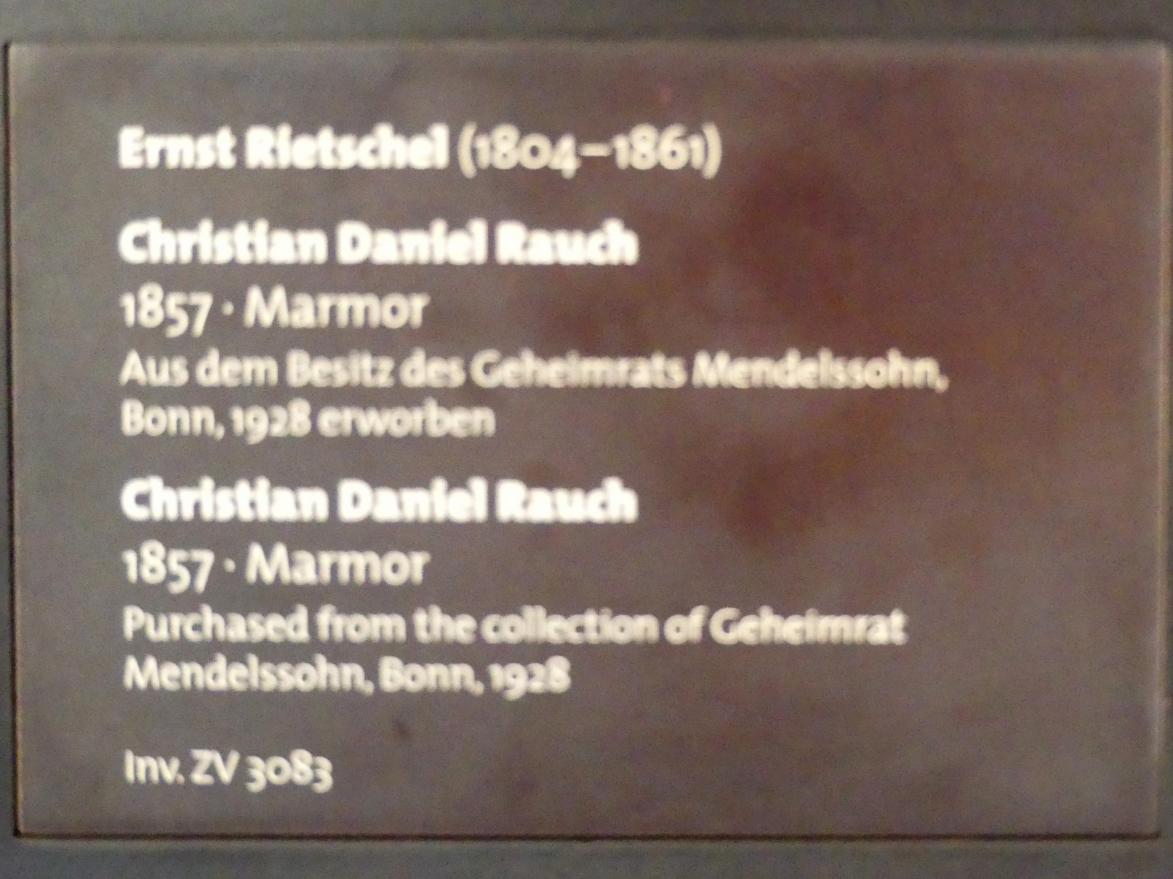 Ernst Rietschel (1804–1861)
Christian Daniel Rauch
1857 · Marmor
Aus dem Besitz des Geheimrats Mendelssohn,
Bonn, 1928 erworben
Christian Daniel Rauch
1857 · Marmor
Purchased from the collection of Geheimrat
Mendelssohn, Bonn, 1928
Inv. ZV 3083